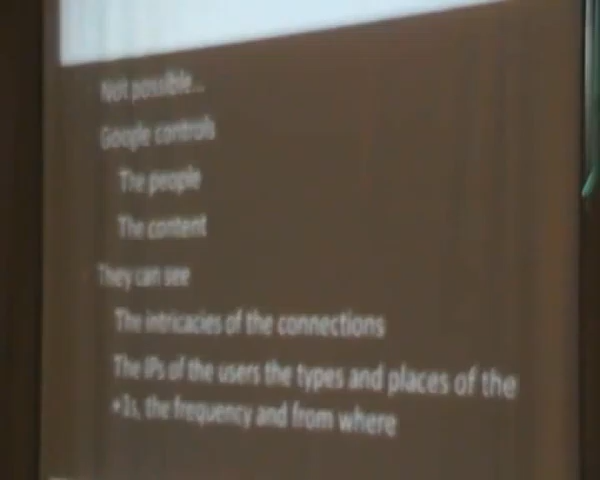 Not possible...
Google controls
The people
The content
They can see
The intricacies of the connections
The IPs of the users the types and places of the
+1s, the frequency and from where